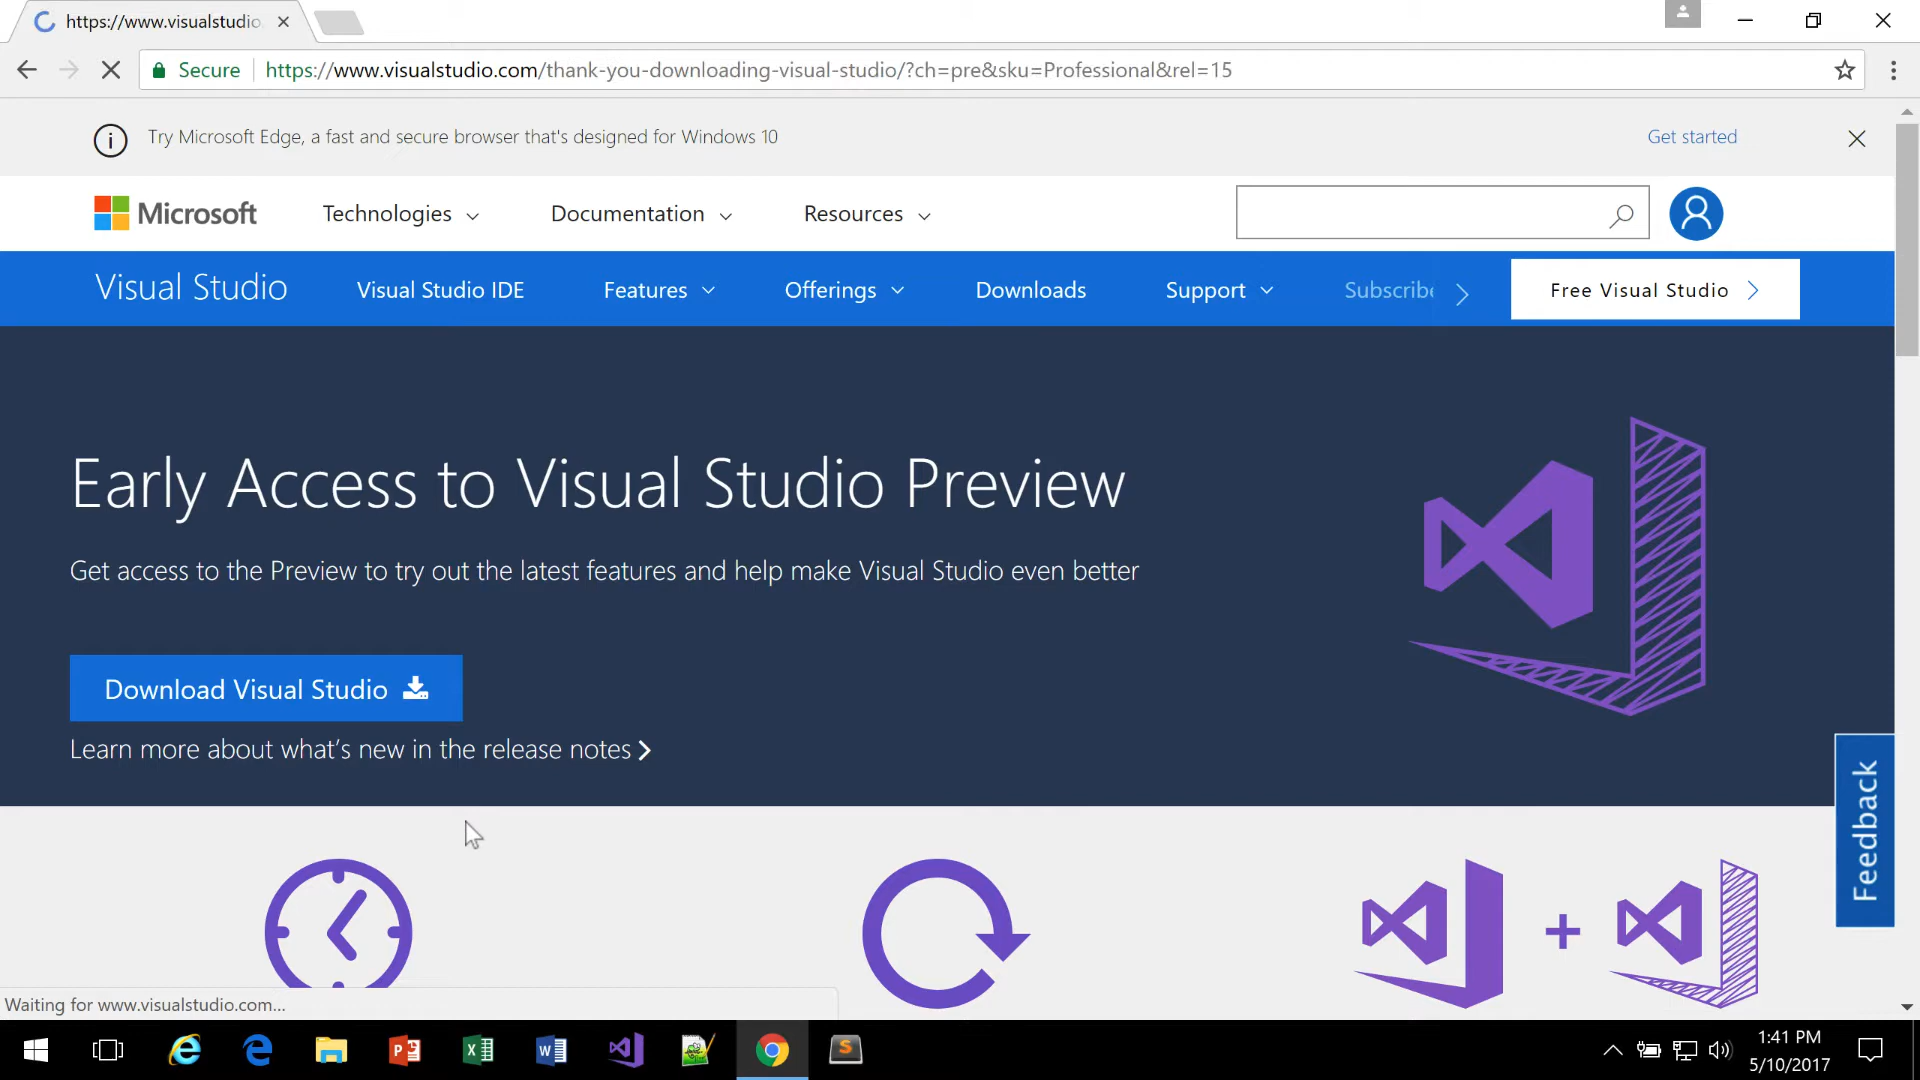 https://www.visualstudio
Secure
https://www.visualstudio.com/thank-you-downloading-visual-studio/?ch=pre&sku=Professional&rel=15
Try Microsoft Edge, a fast and secure browser that's designed for Windows 10
Get started
Microsoft
Technologies
Documentation
Resources
Visual Studio
Visual Studio IDE
Features
Offerings
Downloads
Support
Subscribe
Free Visual Studio
Early Access to Visual Studio Preview
Get access to the Preview to try out the latest features and help make Visual Studio even better
Download Visual Studio
Learn more about what's new in the release notes
Feedback
Waiting for www.visualstudio.com...
1:41 PM
5/10/2017